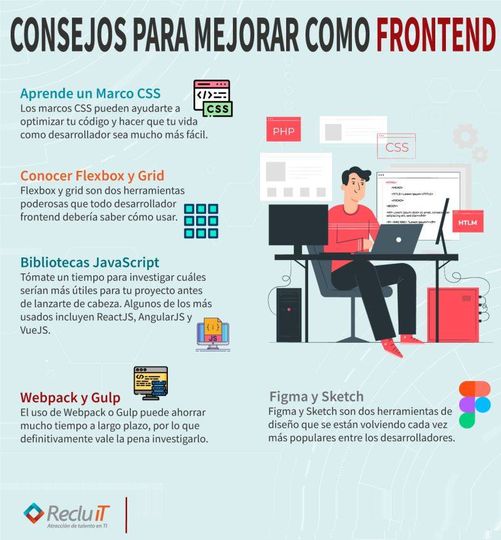 CONSEJOS PARA MEJORAR COMO FRONTEND
Aprende un Marco CSS
Los marcos CSS pueden ayudarte a
optimizar tu código y hacer que tu vida
como desarrollador sea mucho más fácil.
CSS
Conocer Flexbox y Grid
Flexbox y grid son dos herramientas
poderosas que todo desarrollador
frontend debería saber cómo usar.
Bibliotecas JavaScript
Tómate un tiempo para investigar cuáles
serían más útiles para tu proyecto antes
de lanzarte de cabeza. Algunos de los más
usados incluyen ReactJS, AngularJS y
VueJS.
JS
PHP
CSS
HTLM
Webpack y Gulp
El uso de Webpack o Gulp puede ahorrar
mucho tiempo a largo plazo, por lo que
definitivamente vale la pena investigarlo.
Figma y Sketch
Figma y Sketch son dos herramientas de
diseño que se están volviendo cada vez
más populares entre los desarrolladores.
Recluit
Atracción de talento en TI